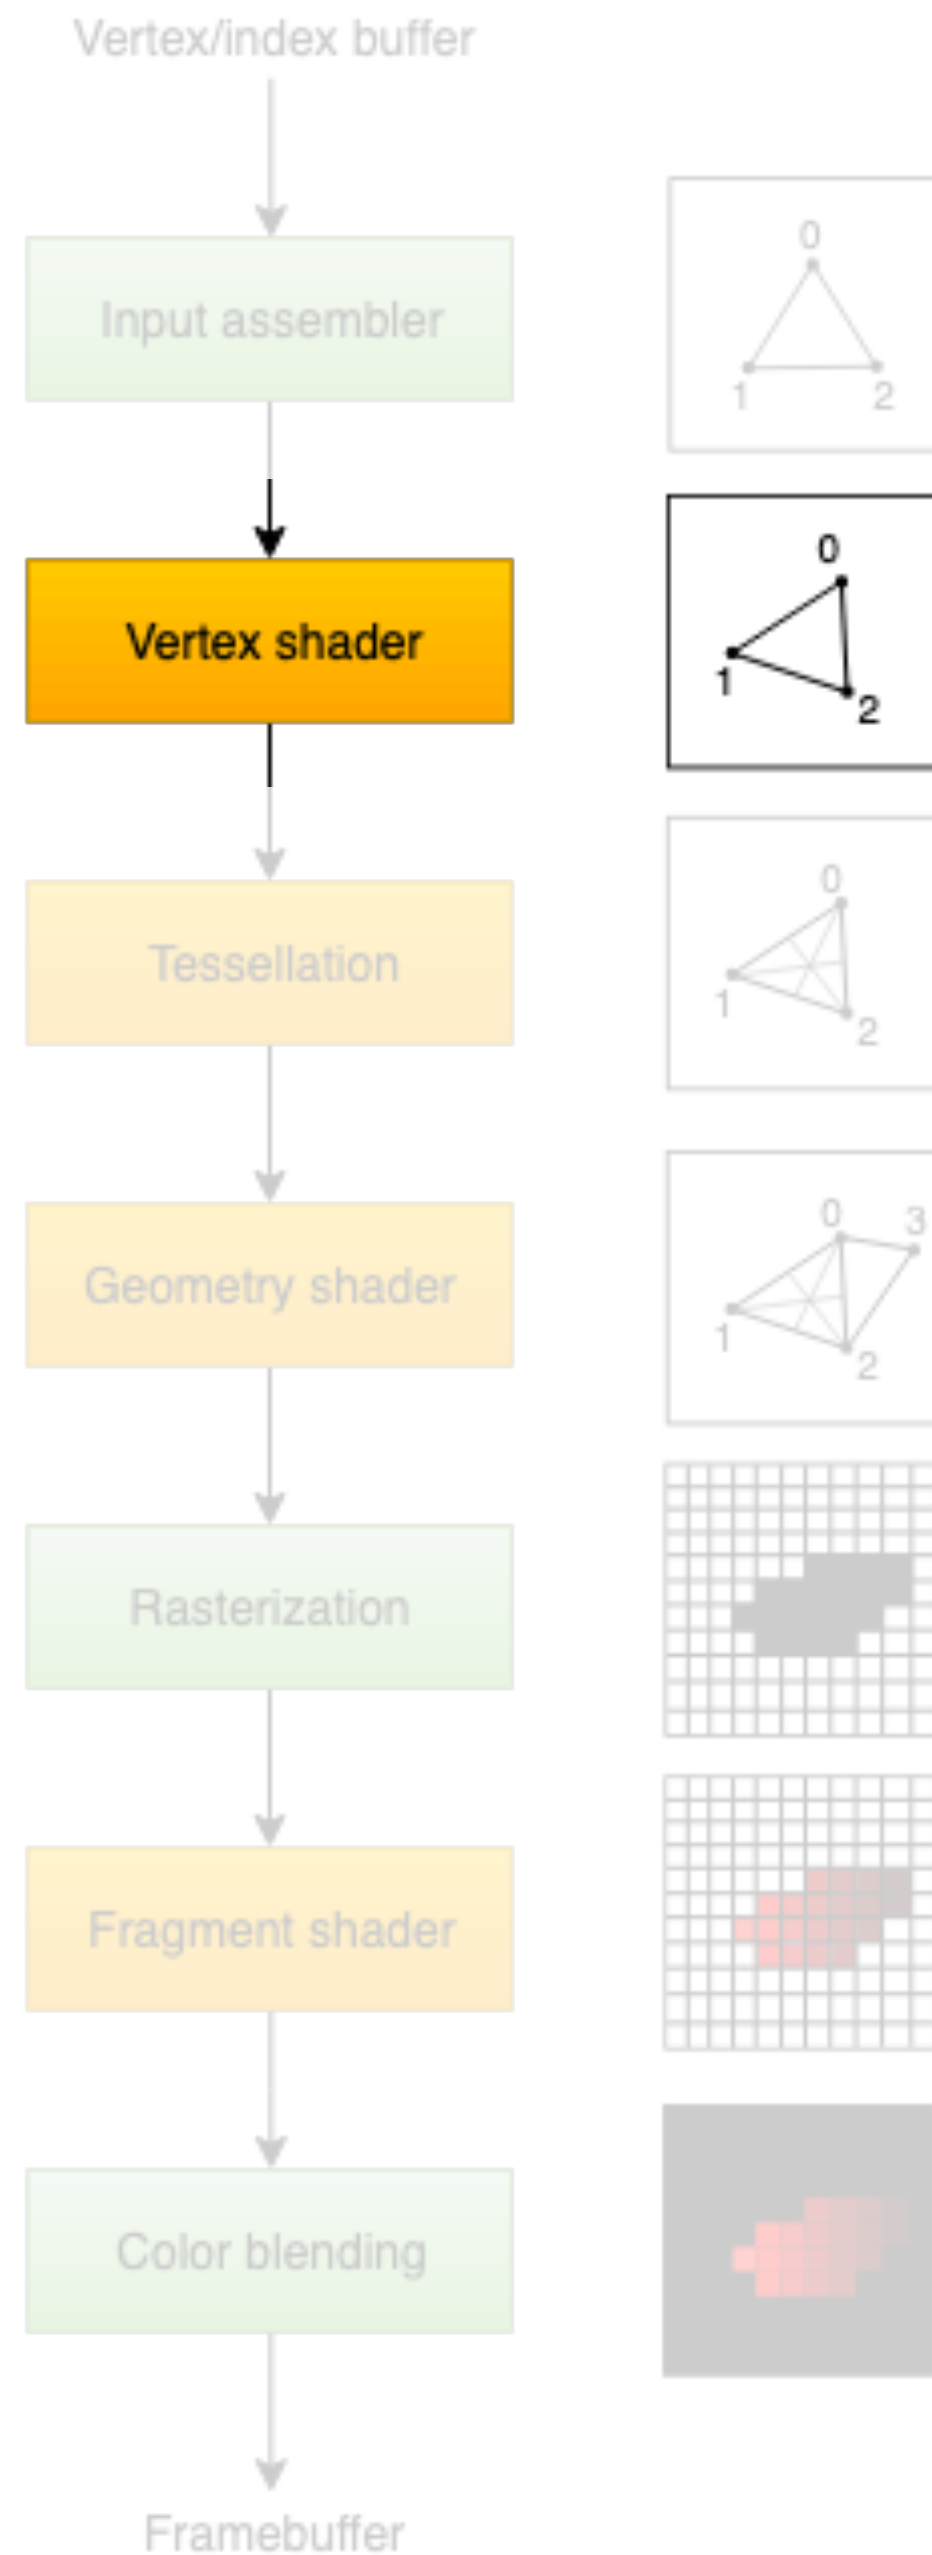 Vertex/index buffer
Input assembler
0
1
2
Vertex shader
0
1
2
Tessellation
0
1
2
Geometry shader
0
3
1
2
Rasterization
Fragment shader
Color blending
Framebuffer